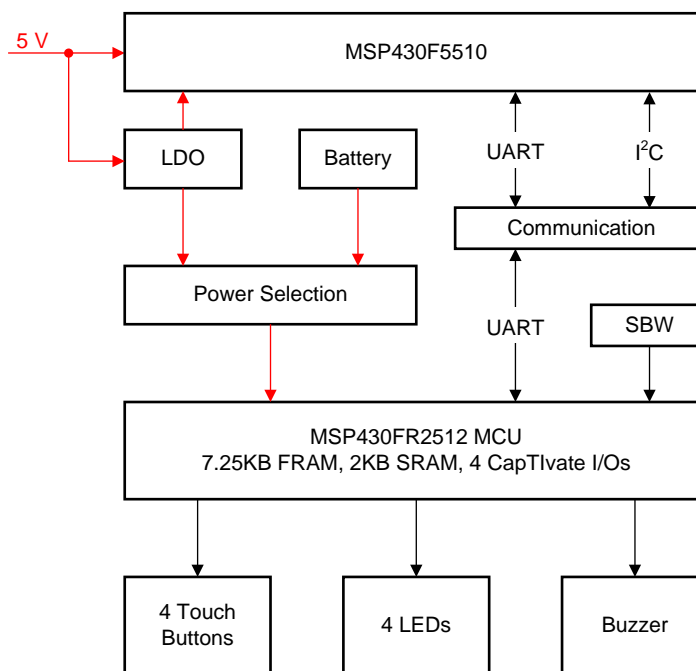 5 V
MSP430F5510
LDO
Battery
UART
I²C
Communication
Power Selection
UART
SBW
MSP430FR2512 MCU
7.25KB FRAM, 2KB SRAM, 4 CapTIvate I/Os
4 Touch
Buttons
4 LEDs
Buzzer